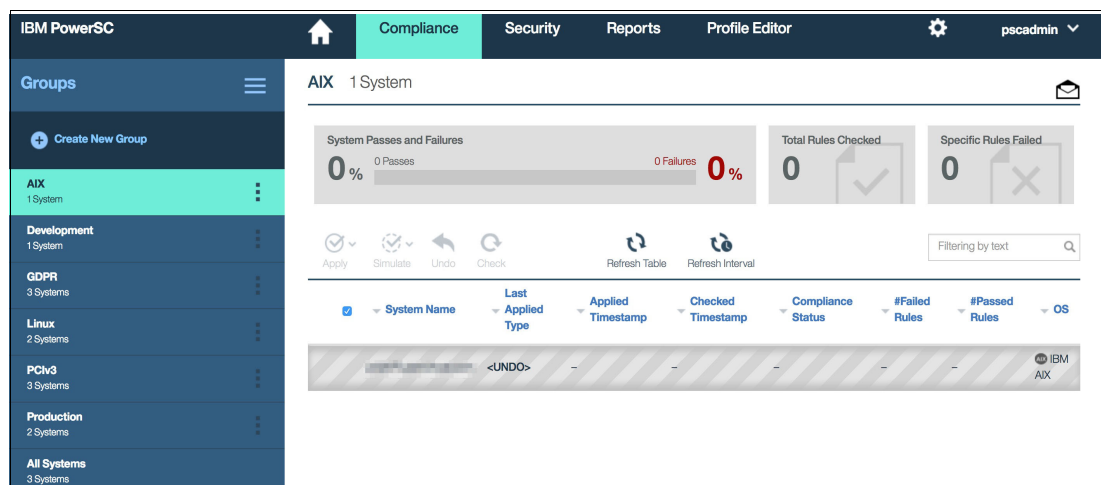 IBM PowerSC
Compliance
Security
Reports
Profile Editor
pscadmin
Groups
Create New Group
AIX
1 System
Development
1 System
GDPR
3 Systems
Linux
2 Systems
PCIv3
3 Systems
Production
2 Systems
All Systems
3 Systems
AIX 1 System
System Passes and Failures
0 % 0 Passes 0 Failures 0 %
Total Rules Checked
0
Specific Rules Failed
0
Apply Simulate Undo Check Refresh Table Refresh Interval
Filtering by text
System Name
Last
Applied
Type
Applied
Timestamp
Checked
Timestamp
Compliance
Status
#Failed
Rules
#Passed
Rules
OS
<UNDO> – – – – – AIX IBM
AIX